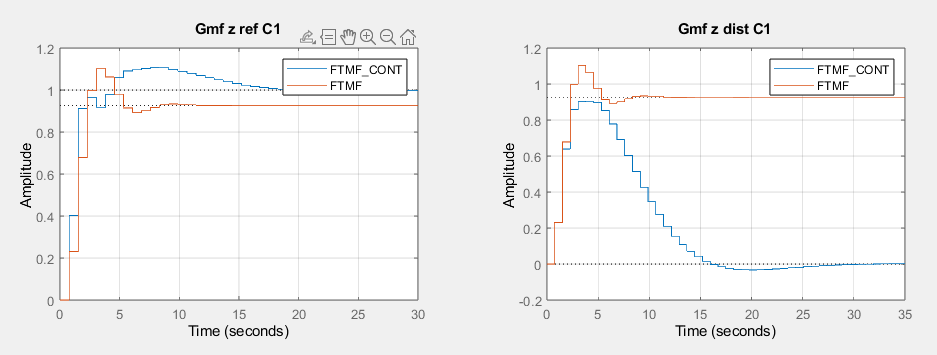 Gmf z ref C1
1.2
1
0.8
0.6
0.4
0.2
0
0 5 10 15 20 25 30
Amplitude
Time (seconds)
FTMF_CONT
FTMF
Gmf z dist C1
1.2
1
0.8
0.6
0.4
0.2
0
-0.2
0 5 10 15 20 25 30 35
Amplitude
Time (seconds)
FTMF_CONT
FTMF